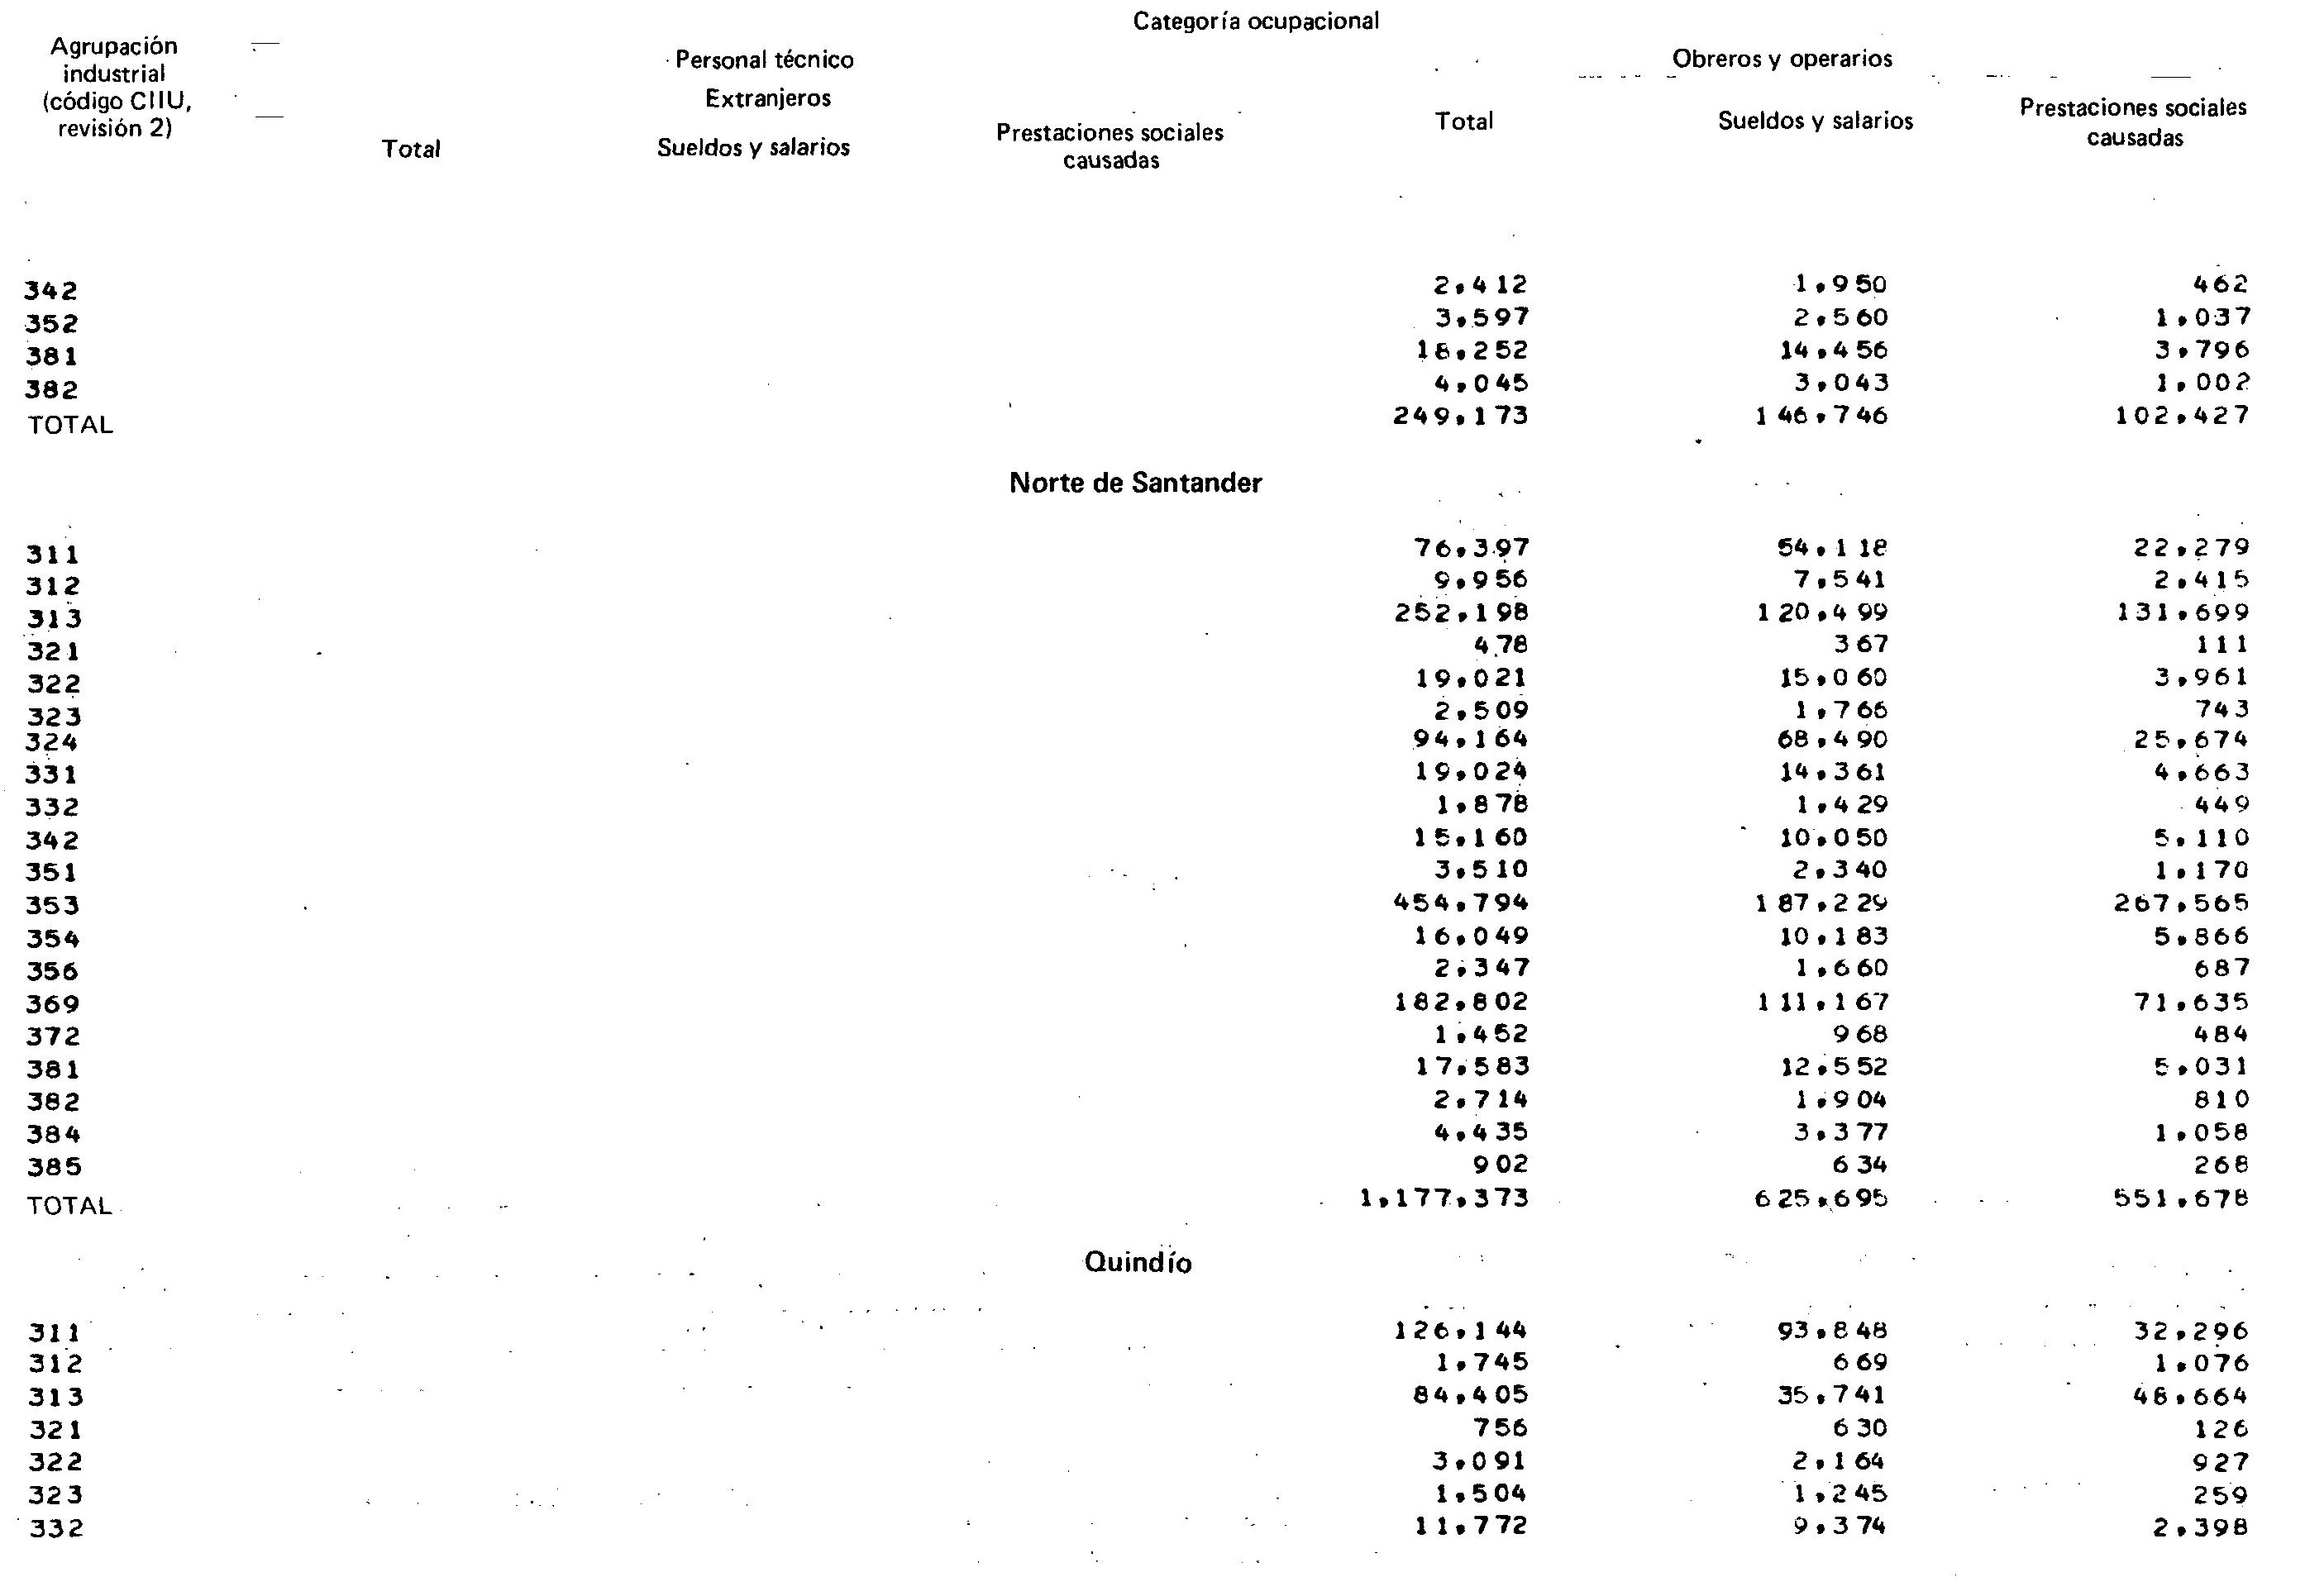 Categoría ocupacional
Agrupación industrial (código CIIU, revisión 2)
Personal técnico
Obreros y operarios
Extranjeros
Total Sueldos y salarios Prestaciones sociales causadas Total Sueldos y salarios Prestaciones sociales causadas
342 2,412 1,950 462
352 3,597 2,560 1,037
381 18,252 14,456 3,796
382 4,045 3,043 1,002
TOTAL 249,173 146,746 102,427
Norte de Santander
311 76,397 54,118 22,279
312 9,956 7,541 2,415
313 252,198 120,499 131,699
321 478 367 111
322 19,021 15,060 3,961
323 2,509 1,766 743
324 94,164 68,490 25,674
331 19,024 14,361 4,663
332 1,878 1,429 449
342 15,160 10,050 5,110
351 3,510 2,340 1,170
353 454,794 187,229 267,565
354 16,049 10,183 5,866
356 2,347 1,660 687
369 182,802 111,167 71,635
372 1,452 968 484
381 17,583 12,552 5,031
382 2,714 1,904 810
384 4,435 3,377 1,058
385 902 634 268
TOTAL 1,177,373 625,695 551,678
Quindío
311 126,144 93,848 32,296
312 1,745 669 1,076
313 84,405 35,741 48,664
321 756 630 126
322 3,091 2,164 927
323 1,504 1,245 259
332 11,772 9,374 2,398